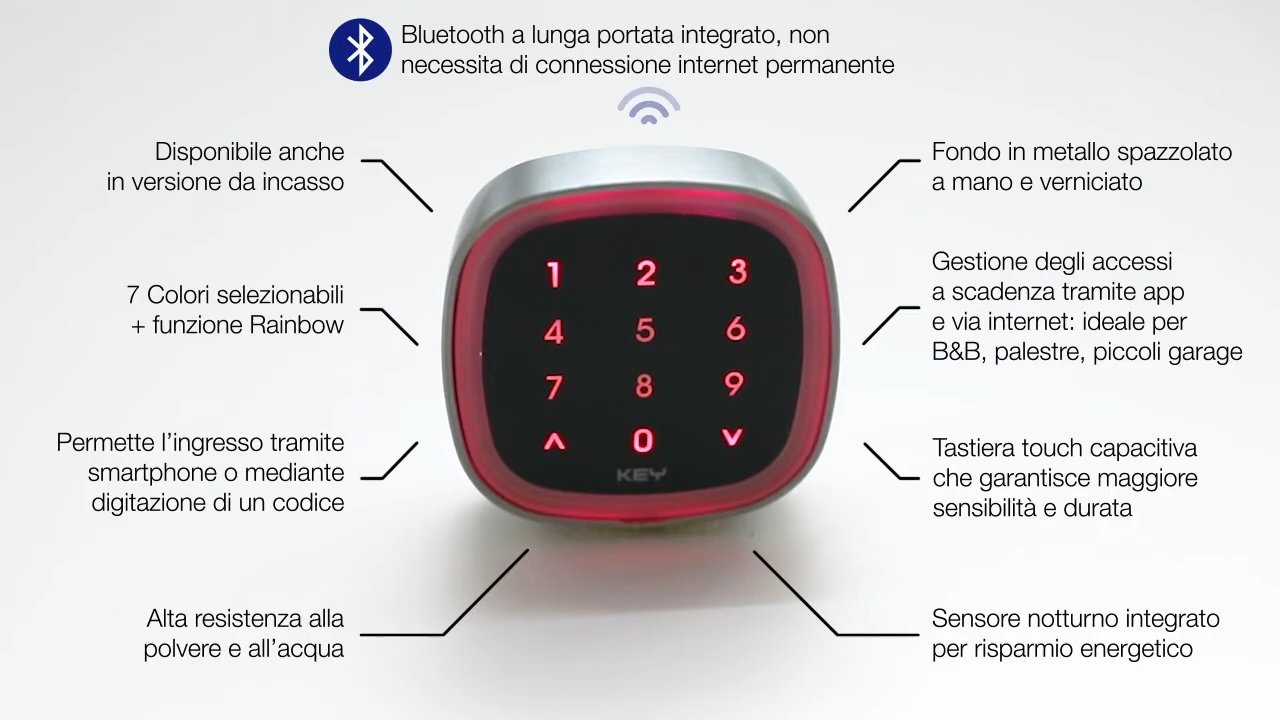 Bluetooth a lunga portata integrato, non
necessita di connessione internet permanente
Disponibile anche
in versione da incasso
7 Colori selezionabili
+ funzione Rainbow
Permette l’ingresso tramite
smartphone o mediante
digitazione di un codice
Alta resistenza alla
polvere e all’acqua
1 2 3
4 5 6
7 8 9
0
KEY
Fondo in metallo spazzolato
a mano e verniciato
Gestione degli accessi
a scadenza tramite app
e via internet: ideale per
B&B, palestre, piccoli garage
Tastiera touch capacitiva
che garantisce maggiore
sensibilità e durata
Sensore notturno integrato
per risparmio energetico